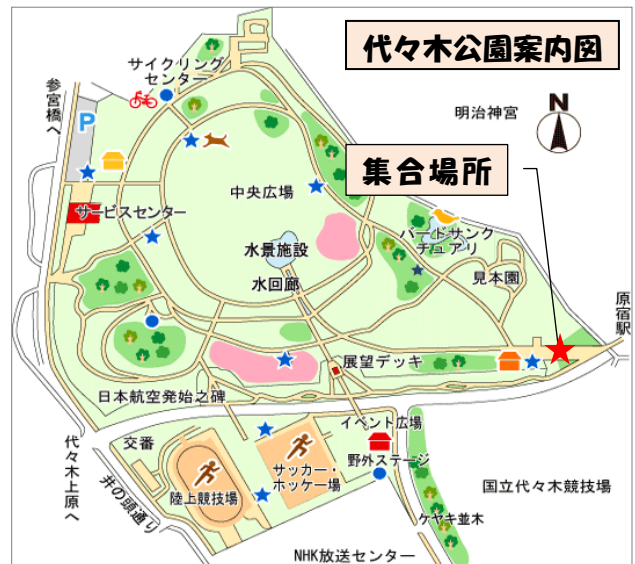 代々木公園案内図
サイクリング
センター
参宮橋へ
P
明治神宮
N
集合場所
中央広場
サービスセンター
バードサンク
チュアリ
水景施設
水回廊
見本園
原宿駅
展望デッキ
日本航空発始之碑
イベント広場
代々木上原へ
交番
野外ステージ
サッカー・
ホッケー場
井の頭通り
陸上競技場
国立代々木競技場
ケヤキ並木
NHK放送センター